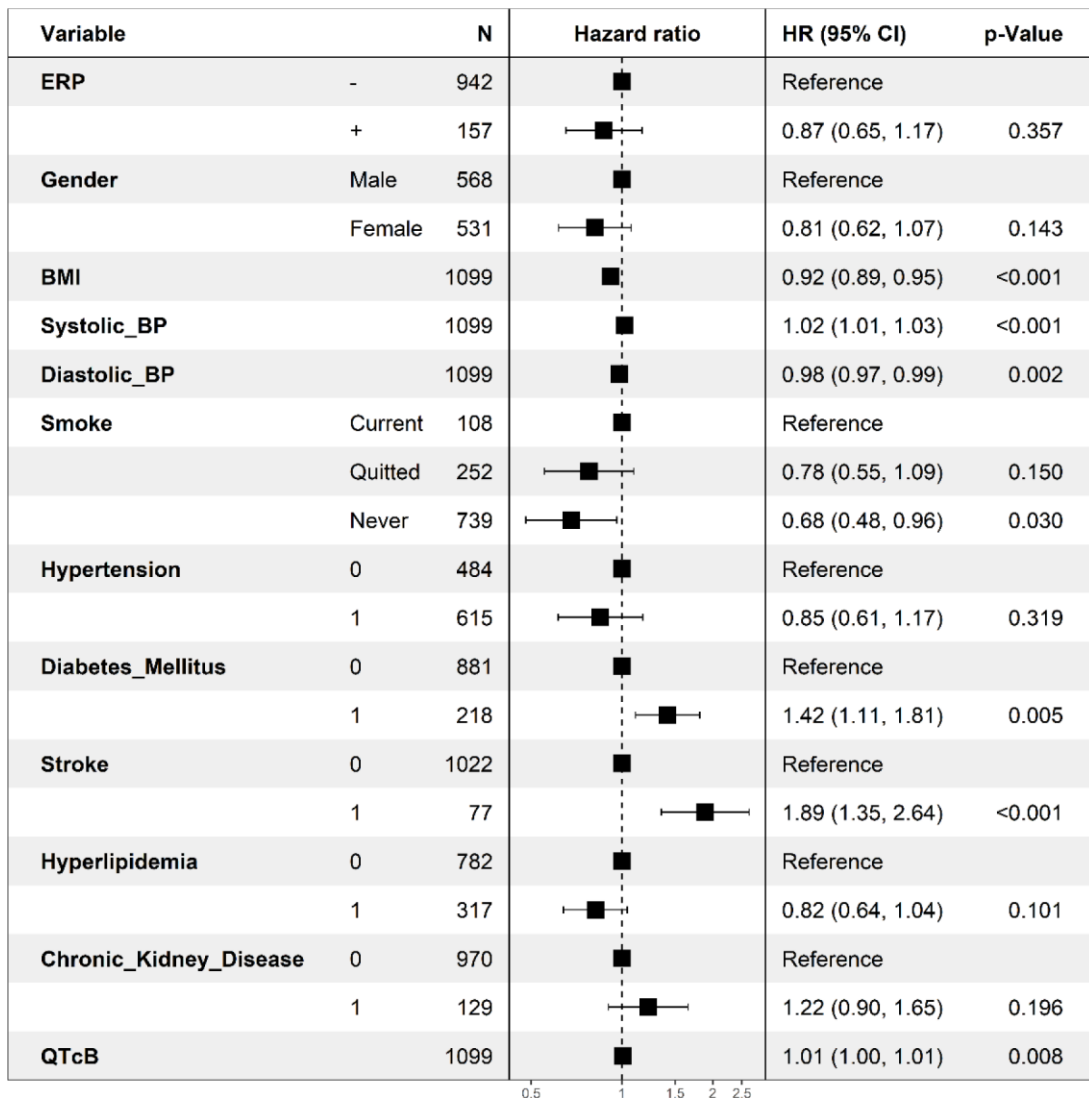 Variable N Hazard ratio HR (95% CI) p-Value
ERP - 942 Reference
+ 157 0.87 (0.65, 1.17) 0.357
Gender Male 568 Reference
Female 531 0.81 (0.62, 1.07) 0.143
BMI 1099 0.92 (0.89, 0.95) <0.001
Systolic_BP 1099 1.02 (1.01, 1.03) <0.001
Diastolic_BP 1099 0.98 (0.97, 0.99) 0.002
Smoke Current 108 Reference
Quitted 252 0.78 (0.55, 1.09) 0.150
Never 739 0.68 (0.48, 0.96) 0.030
Hypertension 0 484 Reference
1 615 0.85 (0.61, 1.17) 0.319
Diabetes_Mellitus 0 881 Reference
1 218 1.42 (1.11, 1.81) 0.005
Stroke 0 1022 Reference
1 77 1.89 (1.35, 2.64) <0.001
Hyperlipidemia 0 782 Reference
1 317 0.82 (0.64, 1.04) 0.101
Chronic_Kidney_Disease 0 970 Reference
1 129 1.22 (0.90, 1.65) 0.196
QTcB 1099 1.01 (1.00, 1.01) 0.008
0.5 1 1.5 2 2.5